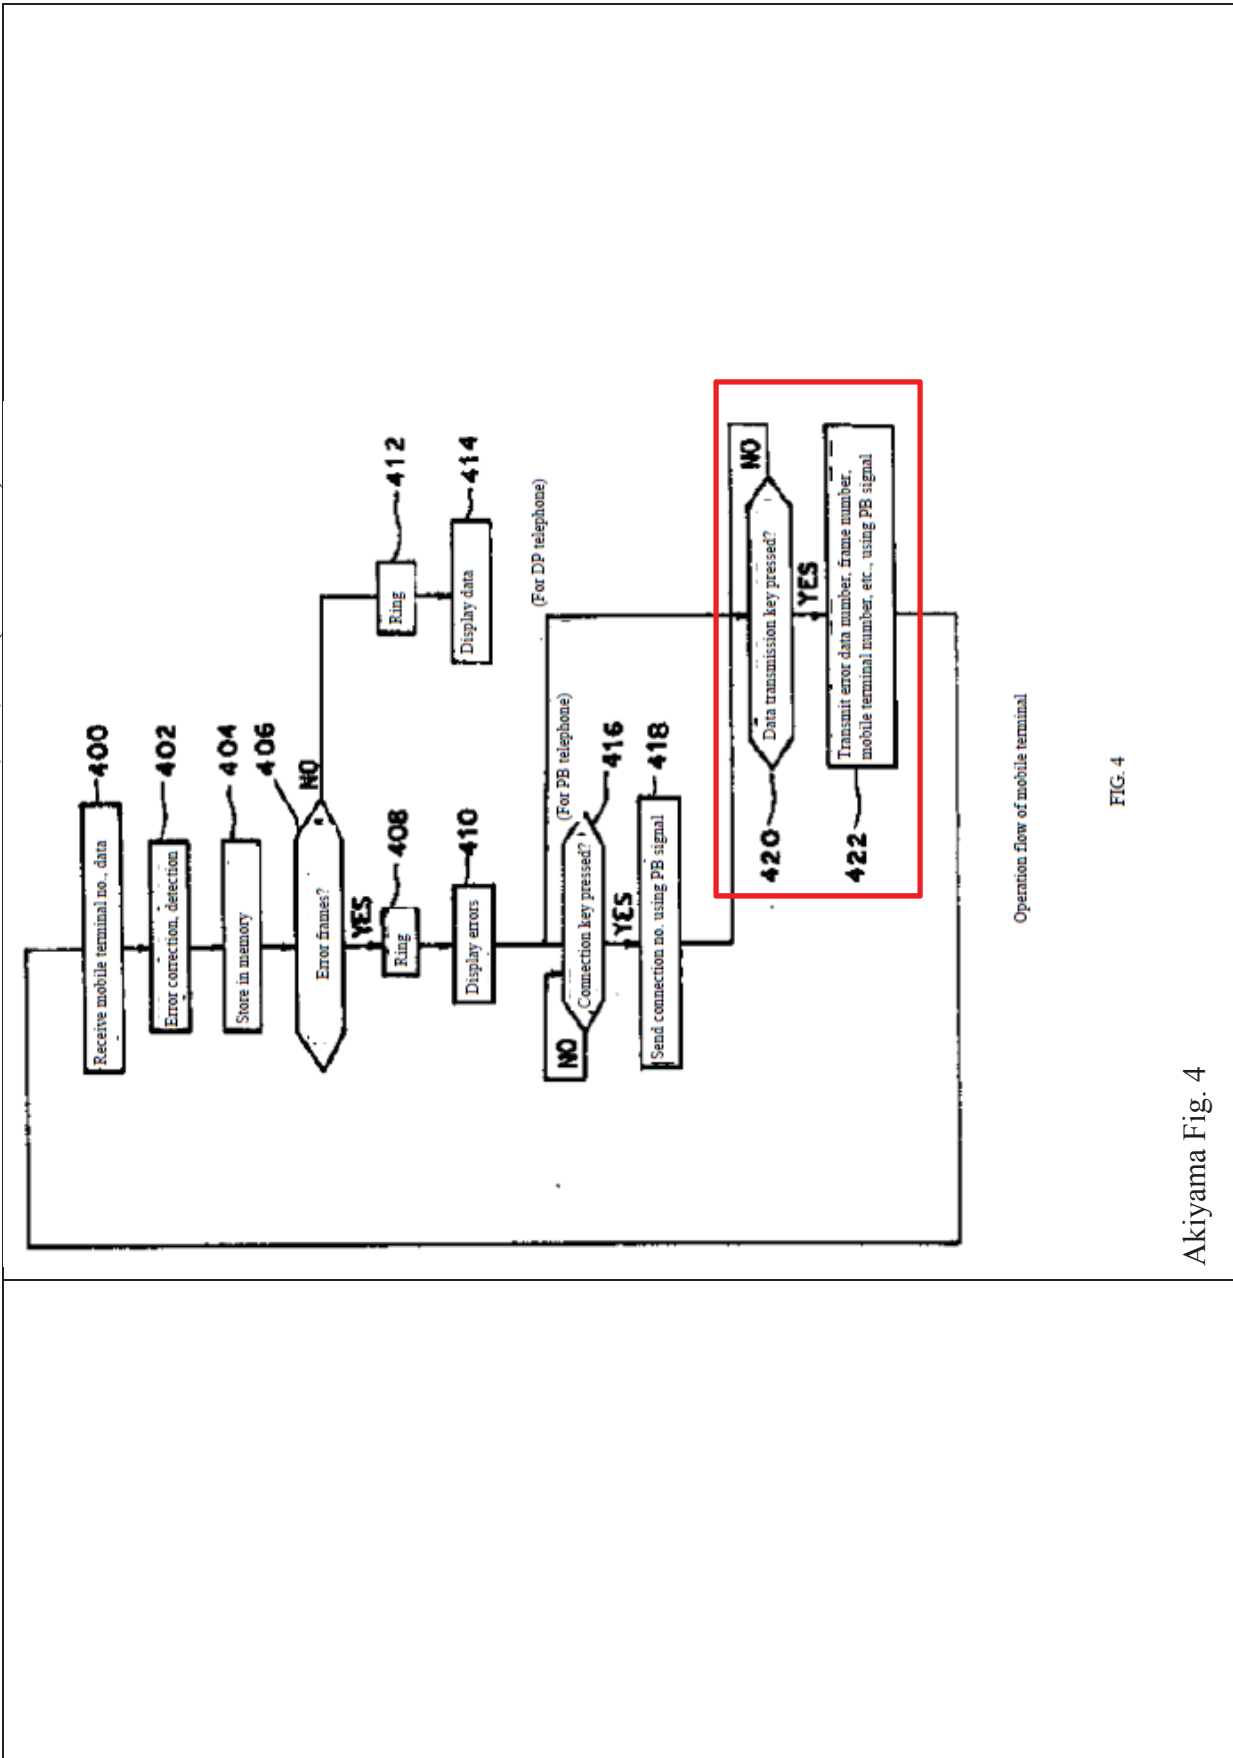 400
Receive mobile terminal no., data
402
Error correction, detection
404
Store in memory
406
Error frames?
NO
YES
408
Ring
412
Ring
410
Display errors
414
Display data
(For PB telephone)
(For DP telephone)
416
Connection key pressed?
NO
YES
418
Send connection no. using PB signal
420
Data transmission key pressed?
NO
YES
422
Transmit error data number, frame number,
mobile terminal number, etc., using PB signal
Operation flow of mobile terminal
FIG. 4
Akiyama Fig. 4